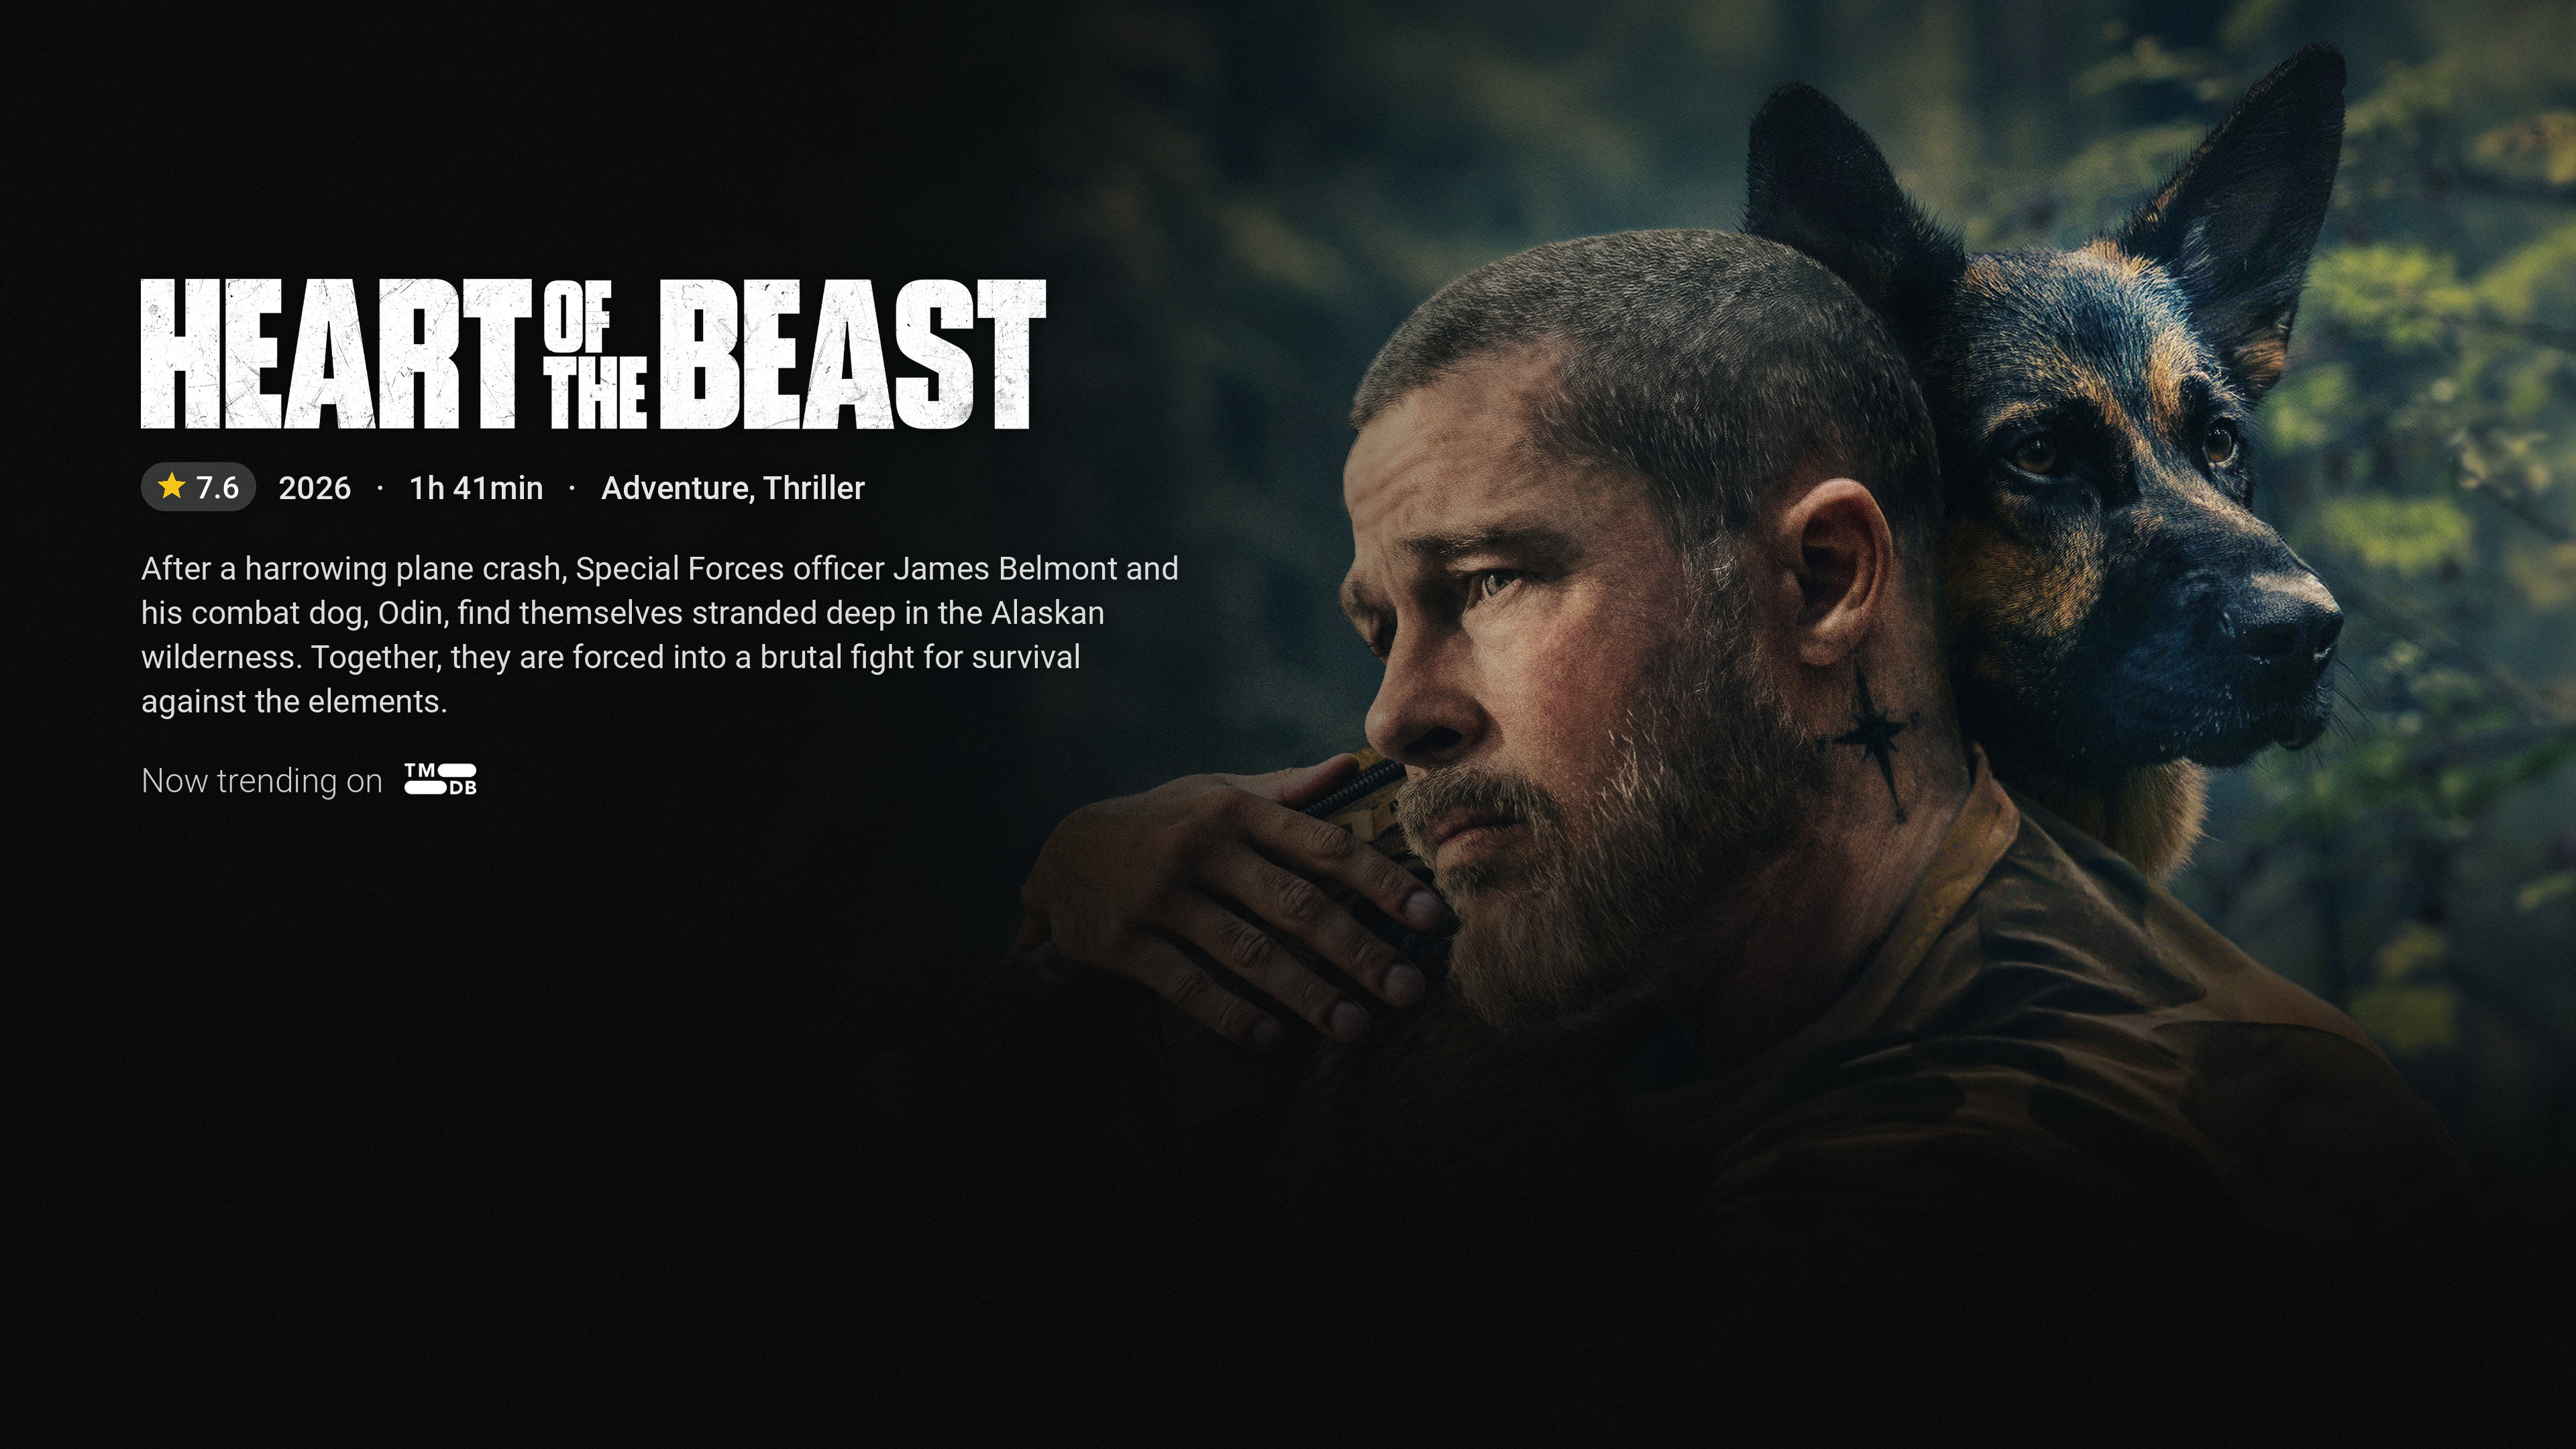 HEART OF THE BEAST
7.6 2026 · 1h 41min · Adventure, Thriller
After a harrowing plane crash, Special Forces officer James Belmont and
his combat dog, Odin, find themselves stranded deep in the Alaskan
wilderness. Together, they are forced into a brutal fight for survival
against the elements.
Now trending on TMDB